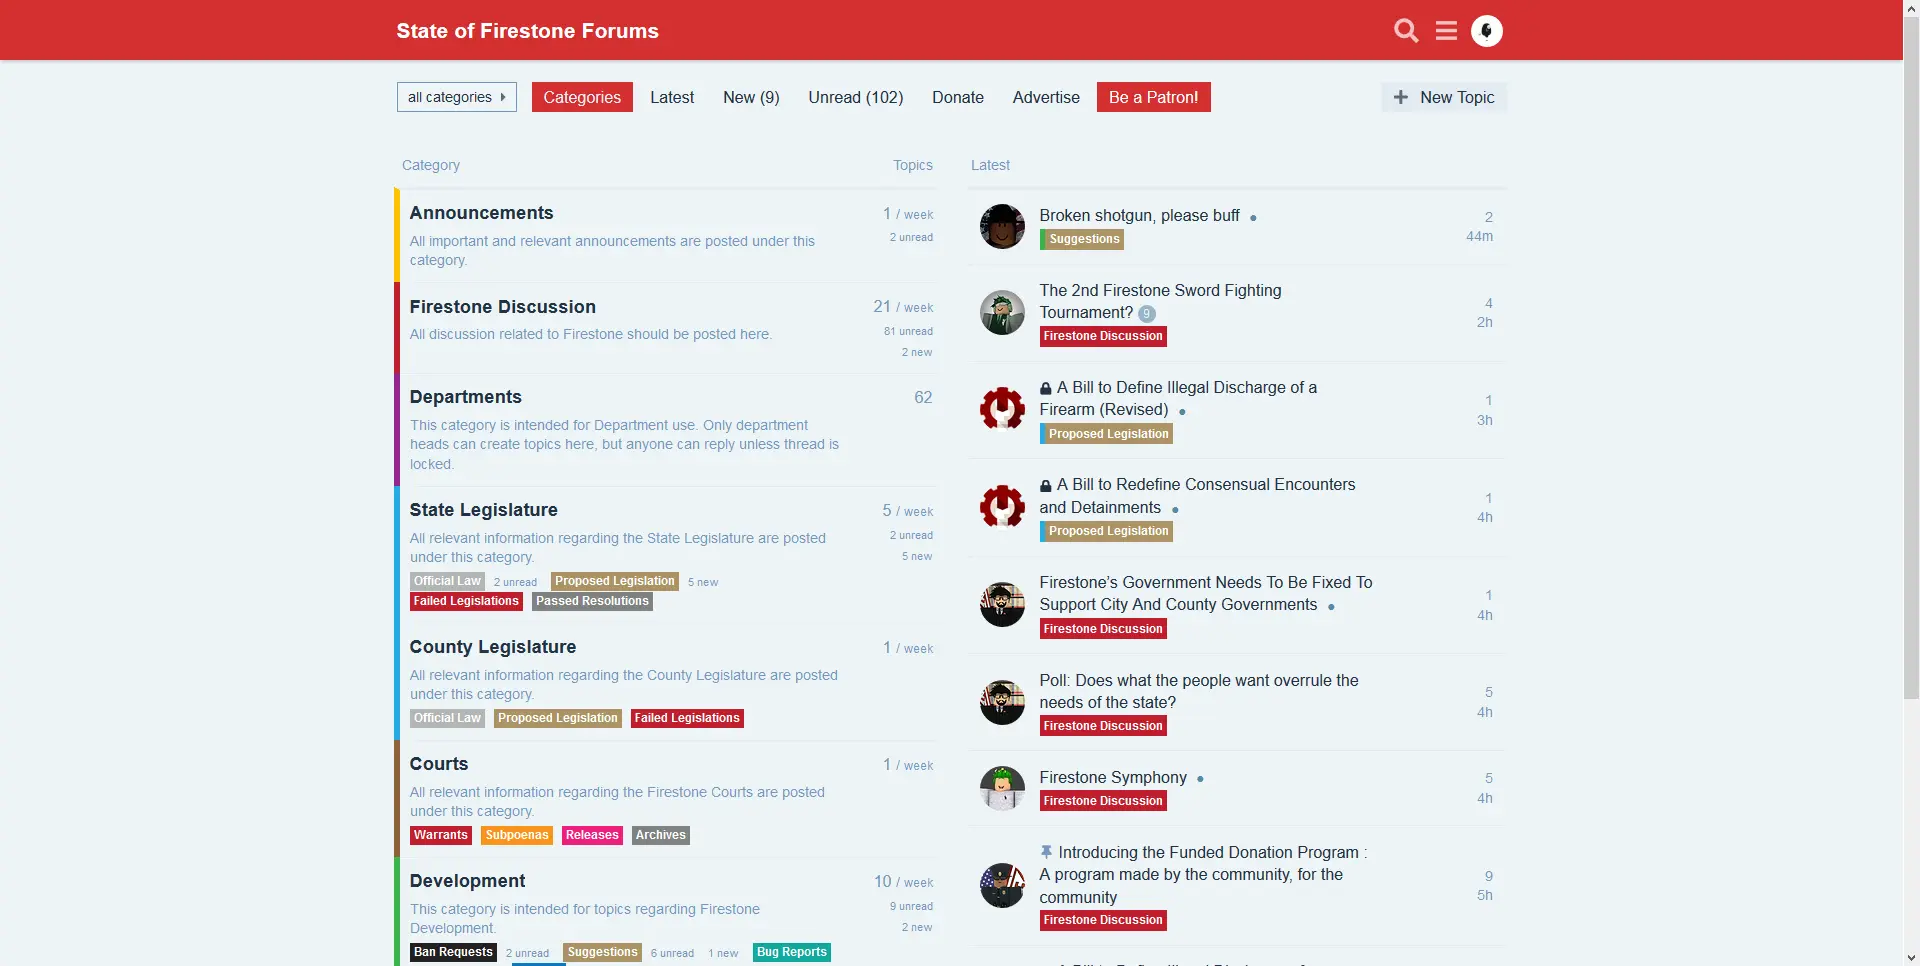 State of Firestone Forums
all categories
Categories
Latest
New (9)
Unread (102)
Donate
Advertise
Be a Patron!
New Topic
Category
Topics
Announcements
1 / week
All important and relevant announcements are posted under this
category.
2 unread
Firestone Discussion
21 / week
All discussion related to Firestone should be posted here.
81 unread
2 new
Departments
62
This category is intended for Department use. Only department
heads can create topics here, but anyone can reply unless thread is
locked.
State Legislature
5 / week
All relevant information regarding the State Legislature are posted
under this category.
2 unread
5 new
Official Law 2 unread Proposed Legislation 5 new
Failed Legislations Passed Resolutions
County Legislature
1 / week
All relevant information regarding the County Legislature are posted
under this category.
Official Law Proposed Legislation Failed Legislations
Courts
1 / week
All relevant information regarding the Firestone Courts are posted
under this category.
Warrants Subpoenas Releases Archives
Development
10 / week
This category is intended for topics regarding Firestone
Development.
9 unread
2 new
Ban Requests 2 unread Suggestions 6 unread 1 new Bug Reports
Latest
Broken shotgun, please buff
Suggestions
2
44m
The 2nd Firestone Sword Fighting
Tournament? 9
Firestone Discussion
4
2h
A Bill to Define Illegal Discharge of a
Firearm (Revised)
Proposed Legislation
1
3h
A Bill to Redefine Consensual Encounters
and Detainments
Proposed Legislation
1
4h
Firestone's Government Needs To Be Fixed To
Support City And County Governments
Firestone Discussion
1
4h
Poll: Does what the people want overrule the
needs of the state?
Firestone Discussion
5
4h
Firestone Symphony
Firestone Discussion
5
4h
Introducing the Funded Donation Program :
A program made by the community, for the
community
Firestone Discussion
9
5h